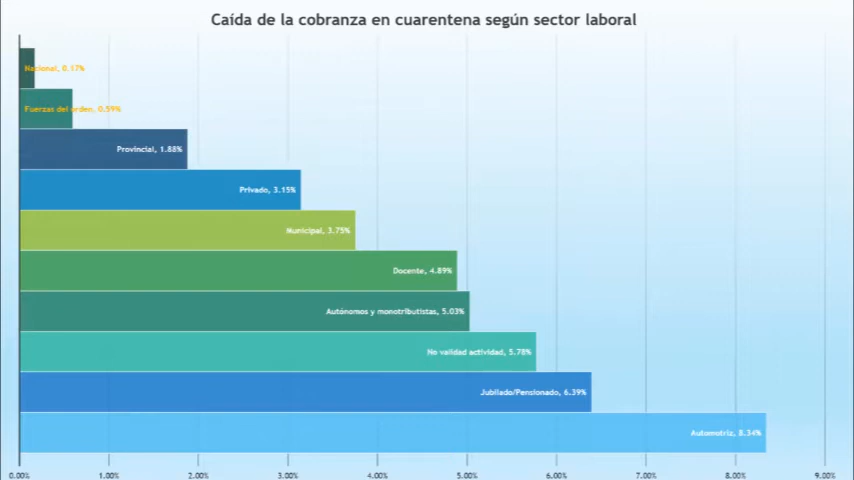 Caída de la cobranza en cuarentena según sector laboral
Nacional, 0.17%
Fuerzas del orden, 0.59%
Provincial, 1.88%
Privado, 3.15%
Municipal, 3.75%
Docente, 4.89%
Autónomos y monotributistas, 5.03%
No validad actividad, 5.78%
Jubilado/Pensionado, 6.39%
Automotriz, 8.34%
0.00% 1.00% 2.00% 3.00% 4.00% 5.00% 6.00% 7.00% 8.00% 9.00%